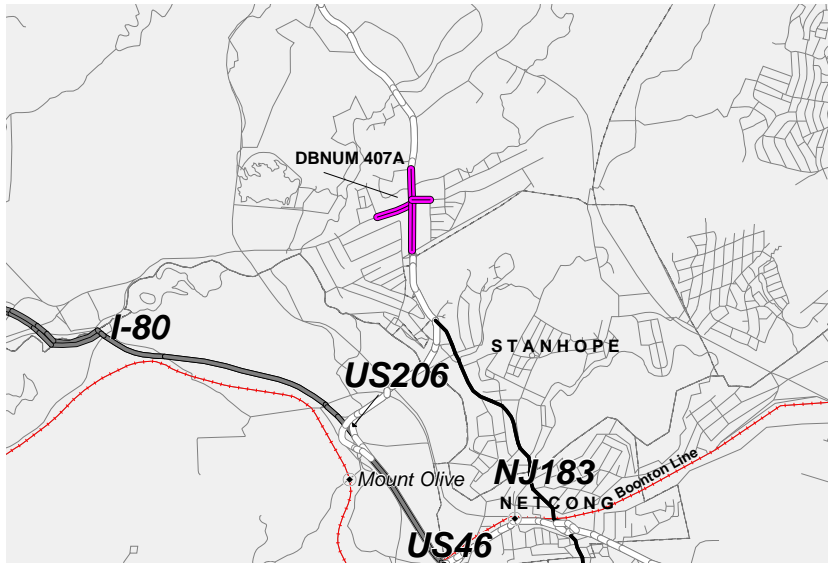 DBNUM 407A
I-80
STANHOPE
US206
NJ183
Mount Olive
Boonton Line
NETCONG
US46